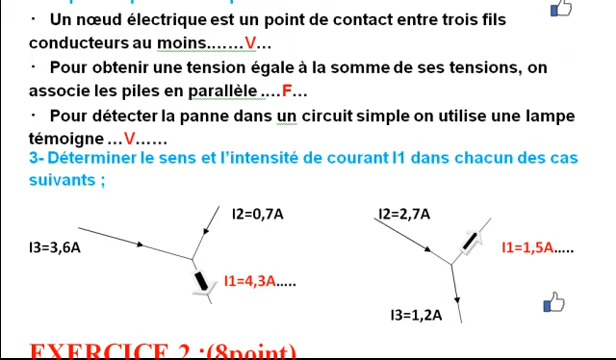 · Un nœud électrique est un point de contact entre trois fils
conducteurs au moins.......V...
· Pour obtenir une tension égale à la somme de ses tensions, on
associe les piles en parallèle ....F...
· Pour détecter la panne dans un circuit simple on utilise une lampe
témoigne ...V......
3- Déterminer le sens et l'intensité de courant I1 dans chacun des cas
suivants ;
I2=0,7A
I3=3,6A
I1=4,3A.....
I2=2,7A
I1=1,5A.....
I3=1,2A
EXERCICE 2 :(8point)